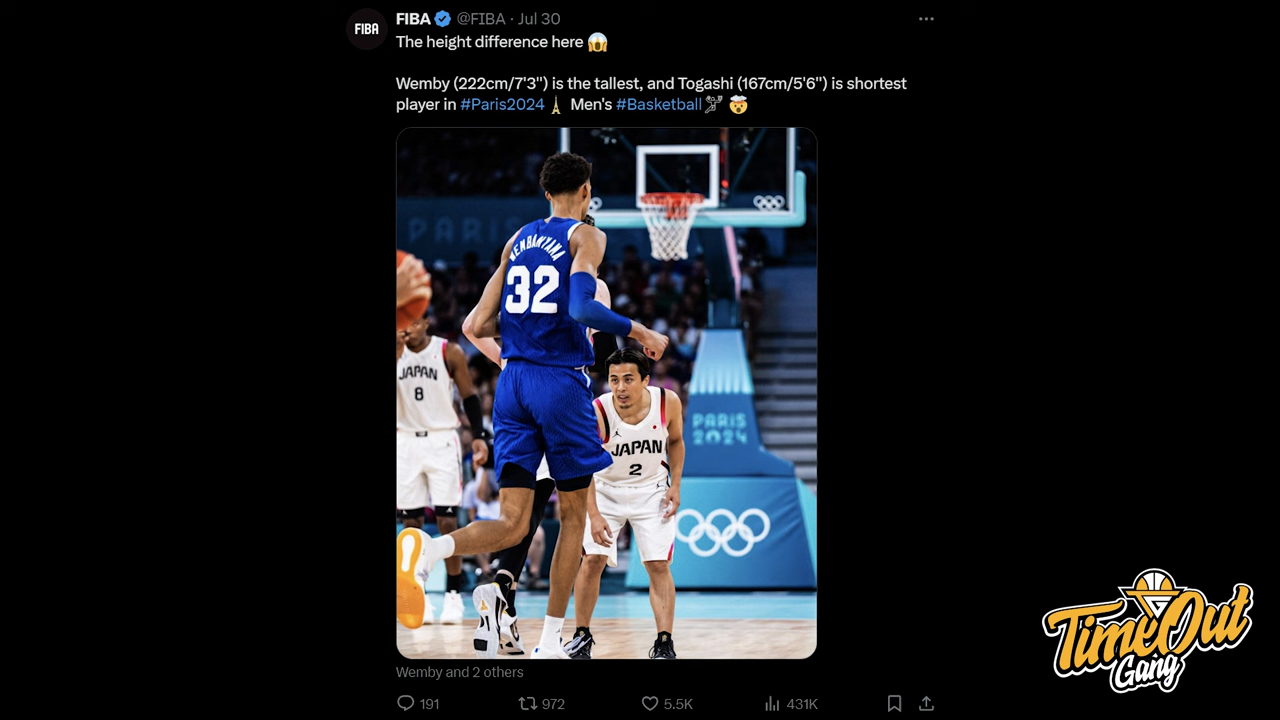 FIBA
FIBA @FIBA · Jul 30
The height difference here 😱
Wemby (222cm/7'3") is the tallest, and Togashi (167cm/5'6") is shortest
player in #Paris2024 Men's #Basketball 🤯
PARIS
WEMBANYAMA
32
JAPAN
8
JAPAN
2
PARIS
2024
Wemby and 2 others
191 972 5.5K 431K
TimeOut
Gang